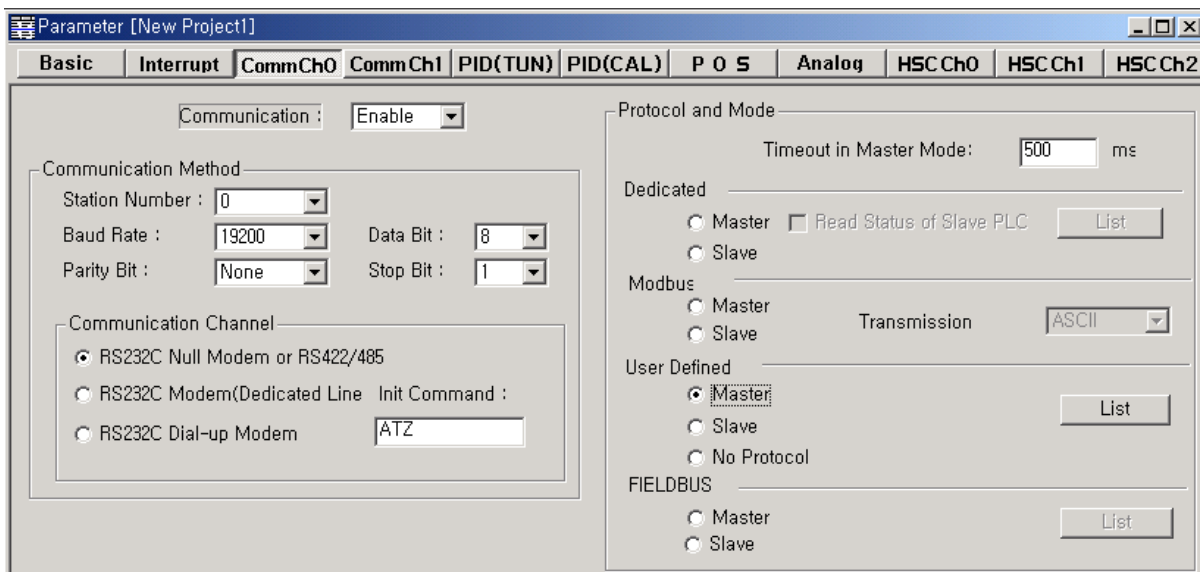 Parameter [New Project1]
Basic Interrupt CommCh0 CommCh1 PID(TUN) PID(CAL) P O S Analog HSCCh0 HSCCh1 HSCCh2
Communication : Enable
Communication Method
Station Number : 0
Baud Rate : 19200 Data Bit : 8
Parity Bit : None Stop Bit : 1
Communication Channel
RS232C Null Modem or RS422/485
RS232C Modem(Dedicated Line Init Command :
RS232C Dial-up Modem ATZ
Protocol and Mode
Timeout in Master Mode: 500 ms
Dedicated
Master Read Status of Slave PLC List
Slave
Modbus
Master
Slave Transmission ASCII
User Defined
Master List
Slave
No Protocol
FIELDBUS
Master List
Slave